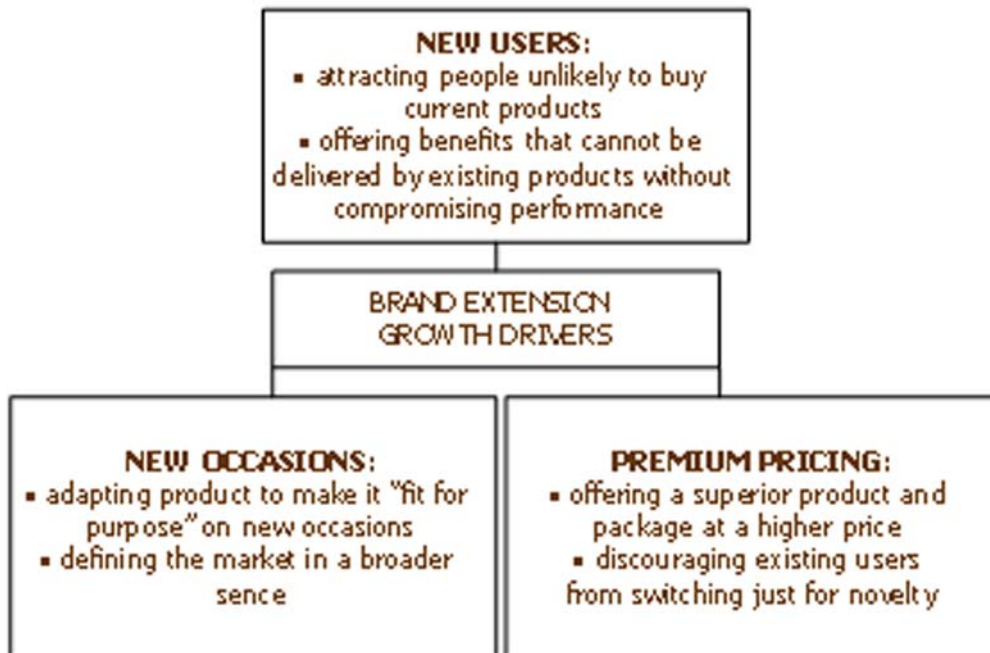 NEW USERS:
▪ attracting people unlikely to buy
current products
▪ offering benefits that cannot be
delivered by existing products without
compromising performance
BRAND EXTENSION
GROWTH DRIVERS
NEW OCCASIONS:
▪ adapting product to make it "fit for
purpose" on new occasions
▪ defining the market in a broader
sence
PREMIUM PRICING:
▪ offering a superior product and
package at a higher price
▪ discouraging existing users
from switching just for novelty